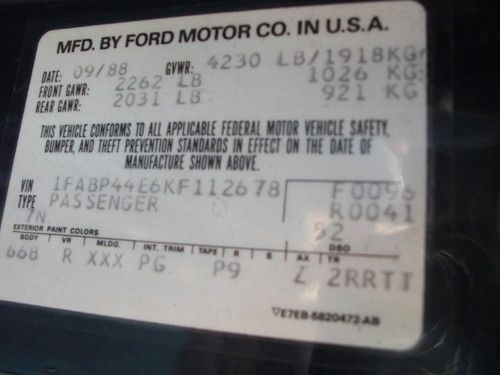 MFD. BY FORD MOTOR CO. IN U.S.A.
DATE: 09/88 GVWR: 4230 LB/1918KG
FRONT GAWR: 2262 LB 1026 KG
REAR GAWR: 2031 LB 921 KG
THIS VEHICLE CONFORMS TO ALL APPLICABLE FEDERAL MOTOR VEHICLE SAFETY,
BUMPER, AND THEFT PREVENTION STANDARDS IN EFFECT ON THE DATE OF
MANUFACTURE SHOWN ABOVE.
VIN 1FABP44E6KF112678 F0096
TYPE PASSENGER R0041
7N 52
EXTERIOR PAINT COLORS DSO
BODY VR MLDG. INT. TRIM TAPE R S AX TR
66B R XXX PG P9 Z 2RRTT
VE7EB-5820472-AB